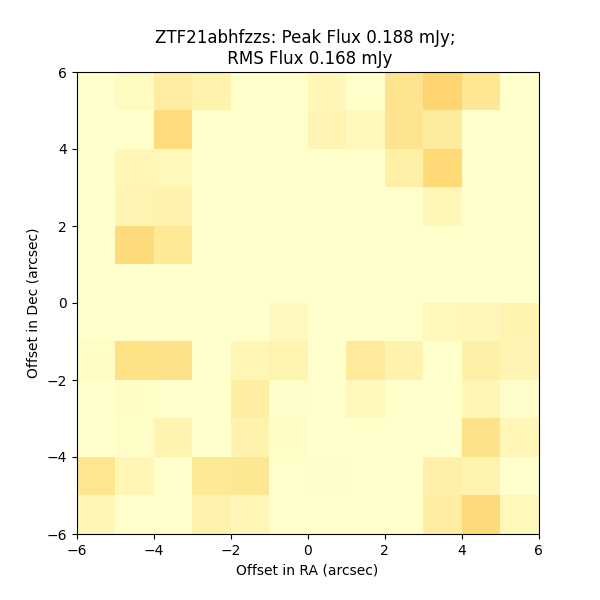 ZTF21abhfzzs: Peak Flux 0.188 mJy;
RMS Flux 0.168 mJy
6
4
2
0
−2
−4
−6
Offset in Dec (arcsec)
−6 −4 −2 0 2 4 6
Offset in RA (arcsec)